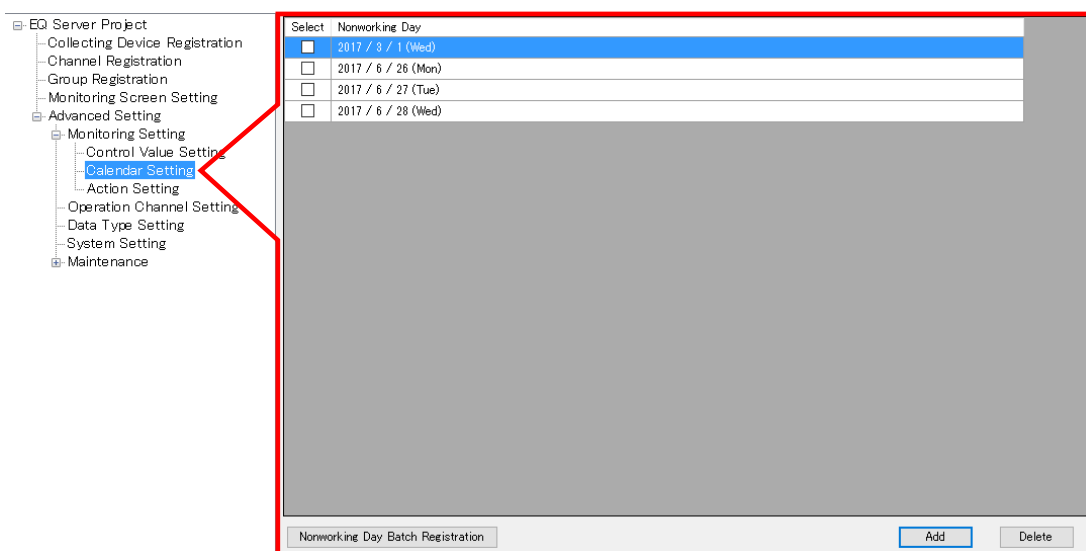 EQ Server Project
Collecting Device Registration
Channel Registration
Group Registration
Monitoring Screen Setting
Advanced Setting
Monitoring Setting
Control Value Setting
Calendar Setting
Action Setting
Operation Channel Setting
Data Type Setting
System Setting
Maintenance
Select Nonworking Day
2017 / 3 / 1 (Wed)
2017 / 6 / 26 (Mon)
2017 / 6 / 27 (Tue)
2017 / 6 / 28 (Wed)
Nonworking Day Batch Registration Add Delete